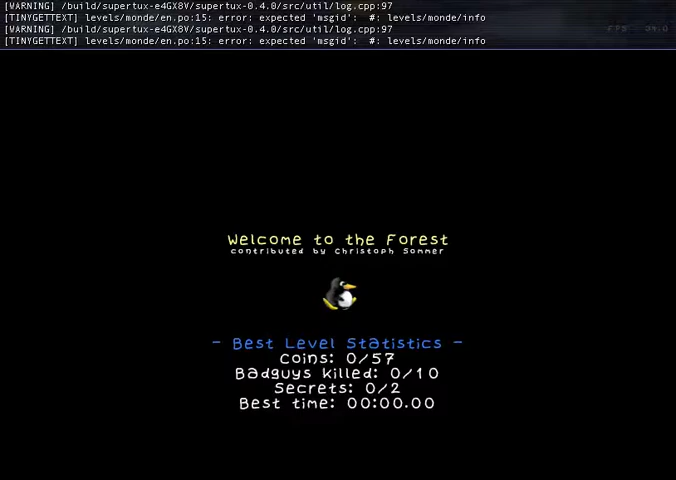 [WARNING] /build/supertux-e4GX8V/supertux-0.4.0/src/util/log.cpp:97
[TINYGETTEXT] levels/monde/en.po:15: error: expected 'msgid':  #: levels/monde/info
[WARNING] /build/supertux-e4GX8V/supertux-0.4.0/src/util/log.cpp:97
[TINYGETTEXT] levels/monde/en.po:15: error: expected 'msgid':  #: levels/monde/info
Welcome to the Forest
contributed by Christoph Sommer
- Best Level Statistics -
Coins: 0/57
Badguys killed: 0/10
Secrets: 0/2
Best time: 00:00.00